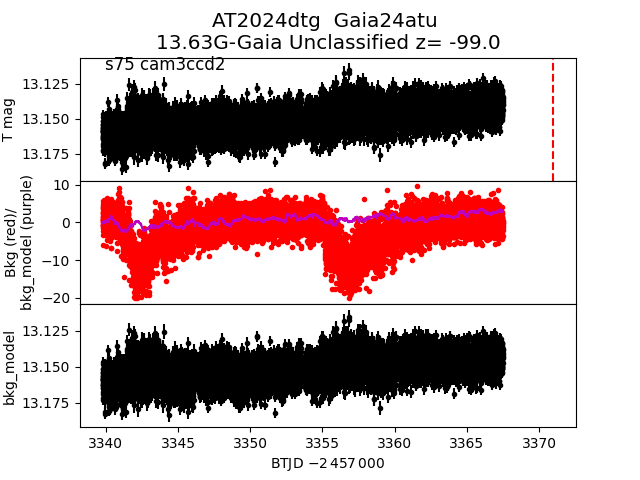 AT2024dtg  Gaia24atu
13.63G-Gaia Unclassified z= -99.0
s75 cam3ccd2
T mag
13.125
13.150
13.175
Bkg (red)/
bkg_model (purple)
10
0
−10
−20
bkg_model
13.125
13.150
13.175
3340 3345 3350 3355 3360 3365 3370
BTJD −2 457 000